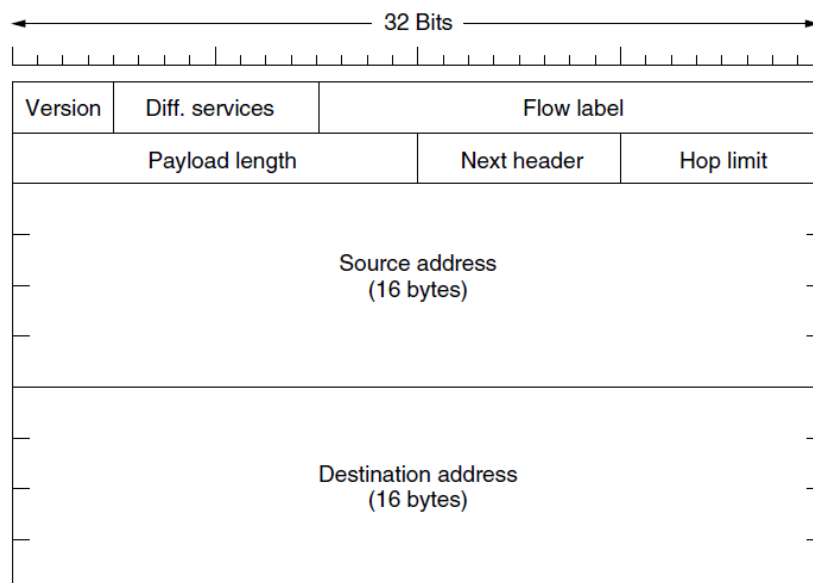 32 Bits
Version Diff. services Flow label
Payload length Next header Hop limit
Source address
(16 bytes)
Destination address
(16 bytes)